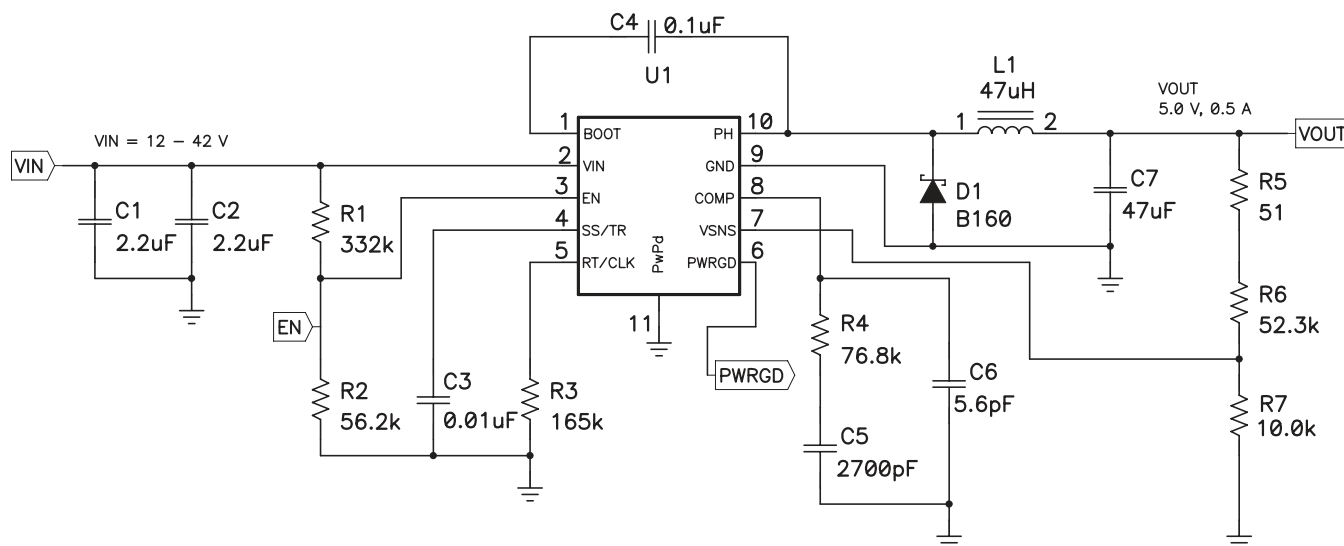 C4 0.1uF
U1
L1
47uH
VOUT
5.0 V, 0.5 A
VIN = 12 – 42 V
1 BOOT PH 10 1 2
VOUT
VIN
2 VIN GND 9
3 EN COMP 8
4 SS/TR VSNS 7
5 RT/CLK PWRGD 6
PwPd
11
C1
2.2uF
C2
2.2uF
R1
332k
D1
B160
C7
47uF
R5
51
R6
52.3k
EN
R4
76.8k
PWRGD
R2
56.2k
C3
0.01uF
R3
165k
C6
5.6pF
R7
10.0k
C5
2700pF